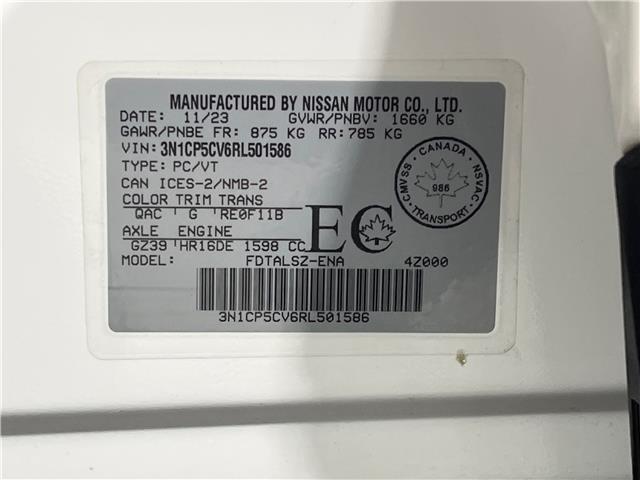 MANUFACTURED BY NISSAN MOTOR CO., LTD.
DATE: 11/23 GVWR/PNBV: 1660 KG
GAWR/PNBE FR: 875 KG RR: 785 KG
VIN: 3N1CP5CV6RL501586
TYPE: PC/VT
CAN ICES-2/NMB-2
COLOR TRIM TRANS
QAC G RE0F11B
AXLE ENGINE
GZ39 HR16DE 1598 CC
EC
MODEL: FDTALSZ-ENA 4Z000
3N1CP5CV6RL501586
CANADA
CMVSS
NSVAC
986
TRANSPORT